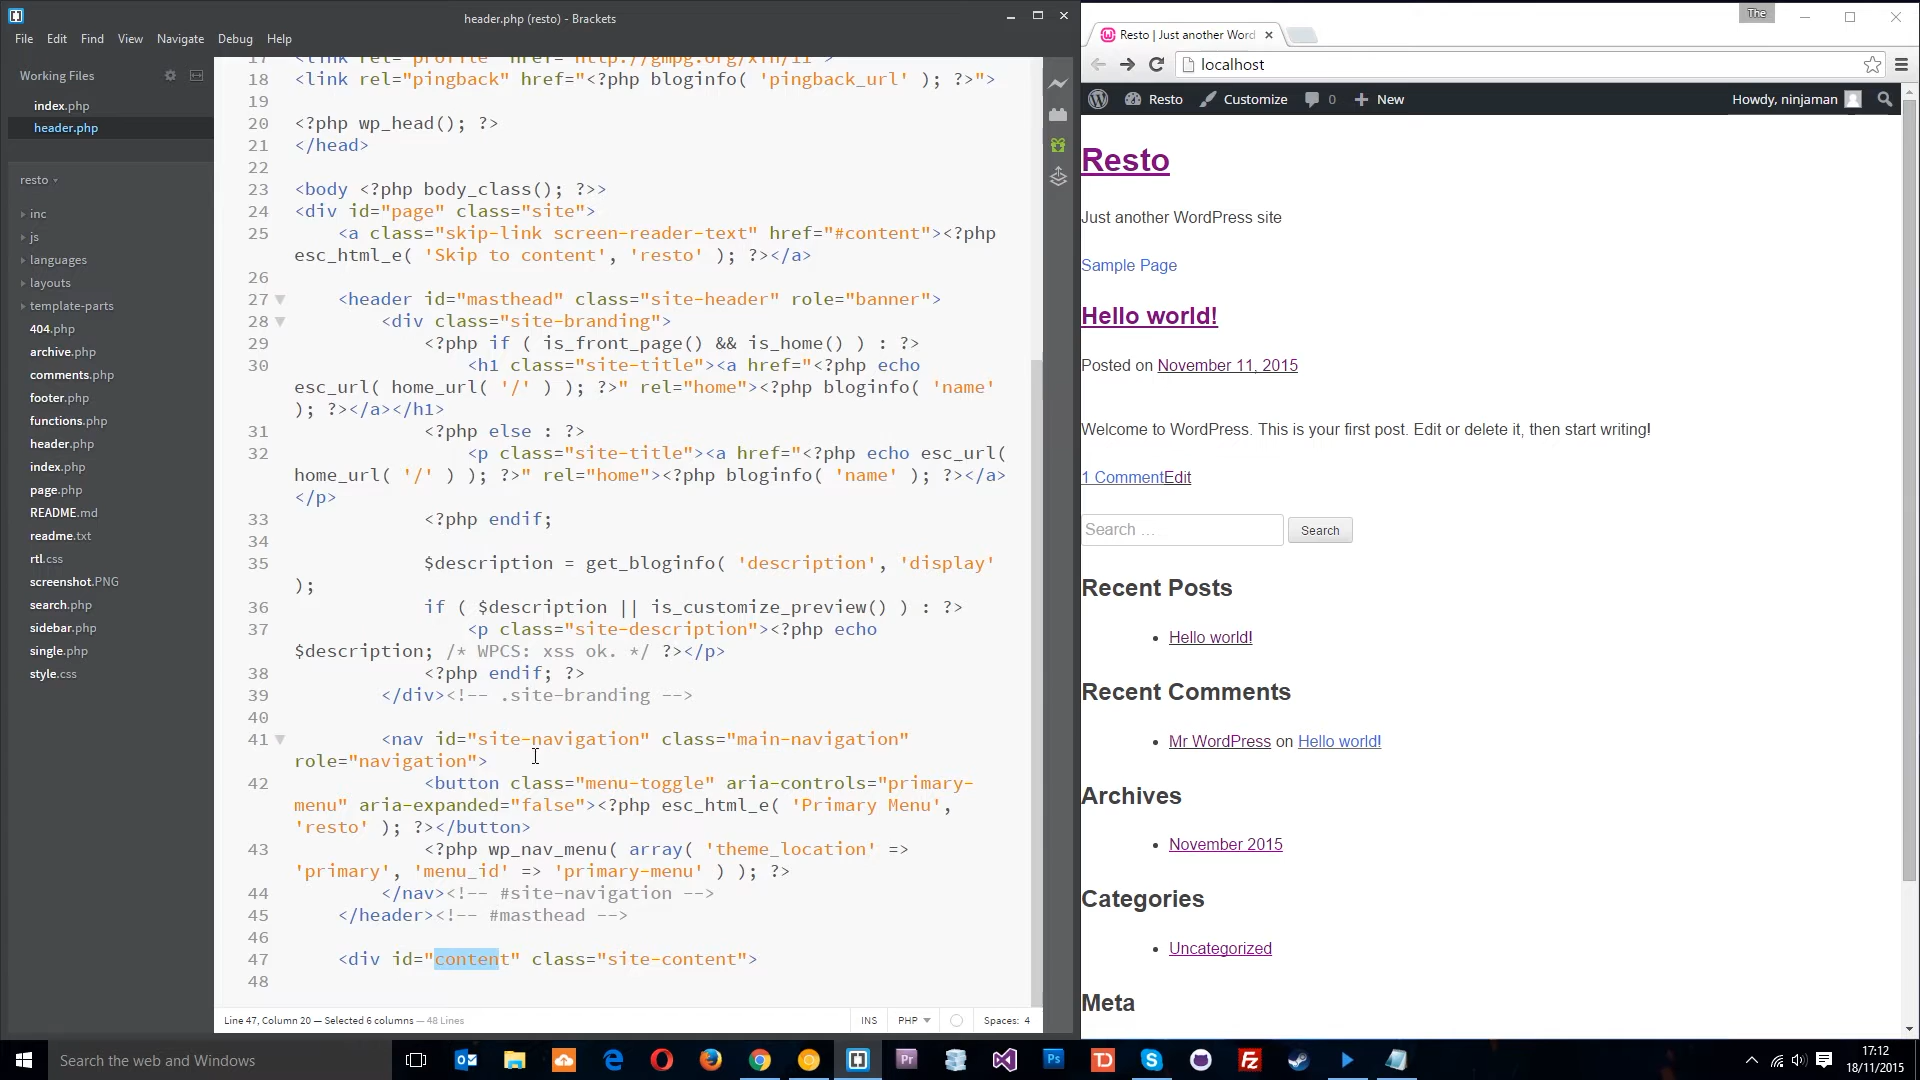 header.php (resto) - Brackets
File Edit Find View Navigate Debug Help
Working Files
index.php
header.php
resto
inc
js
languages
layouts
template-parts
404.php
archive.php
comments.php
footer.php
functions.php
header.php
index.php
page.php
README.md
readme.txt
rtl.css
screenshot.PNG
search.php
sidebar.php
single.php
style.css
17 <link rel="profile" href="http://gmpg.org/xfn/11">
18 <link rel="pingback" href="<?php bloginfo( 'pingback_url' ); ?>">
19
20 <?php wp_head(); ?>
21 </head>
22
23 <body <?php body_class(); ?>>
24 <div id="page" class="site">
25 <a class="skip-link screen-reader-text" href="#content"><?php
esc_html_e( 'Skip to content', 'resto' ); ?></a>
26
27 <header id="masthead" class="site-header" role="banner">
28 <div class="site-branding">
29 <?php if ( is_front_page() && is_home() ) : ?>
30 <h1 class="site-title"><a href="<?php echo
esc_url( home_url( '/' ) ); ?>" rel="home"><?php bloginfo( 'name'
); ?></a></h1>
31 <?php else : ?>
32 <p class="site-title"><a href="<?php echo esc_url(
home_url( '/' ) ); ?>" rel="home"><?php bloginfo( 'name' ); ?></a>
</p>
33 <?php endif;
34
35 $description = get_bloginfo( 'description', 'display'
);
36 if ( $description || is_customize_preview() ) : ?>
37 <p class="site-description"><?php echo
$description; /* WPCS: xss ok. */ ?></p>
38 <?php endif; ?>
39 </div><!-- .site-branding -->
40
41 <nav id="site-navigation" class="main-navigation"
role="navigation">
42 <button class="menu-toggle" aria-controls="primary-
menu" aria-expanded="false"><?php esc_html_e( 'Primary Menu',
'resto' ); ?></button>
43 <?php wp_nav_menu( array( 'theme_location' =>
'primary', 'menu_id' => 'primary-menu' ) ); ?>
44 </nav><!-- #site-navigation -->
45 </header><!-- #masthead -->
46
47 <div id="content" class="site-content">
48
Line 47, Column 20 — Selected 6 columns — 48 Lines
INS PHP Spaces: 4
The
Resto | Just another Word
localhost
Resto Customize 0 New Howdy, ninjaman
Resto
Just another WordPress site
Sample Page
Hello world!
Posted on November 11, 2015
Welcome to WordPress. This is your first post. Edit or delete it, then start writing!
1 CommentEdit
Search … Search
Recent Posts
Hello world!
Recent Comments
Mr WordPress on Hello world!
Archives
November 2015
Categories
Uncategorized
Meta
Search the web and Windows
17:12
18/11/2015